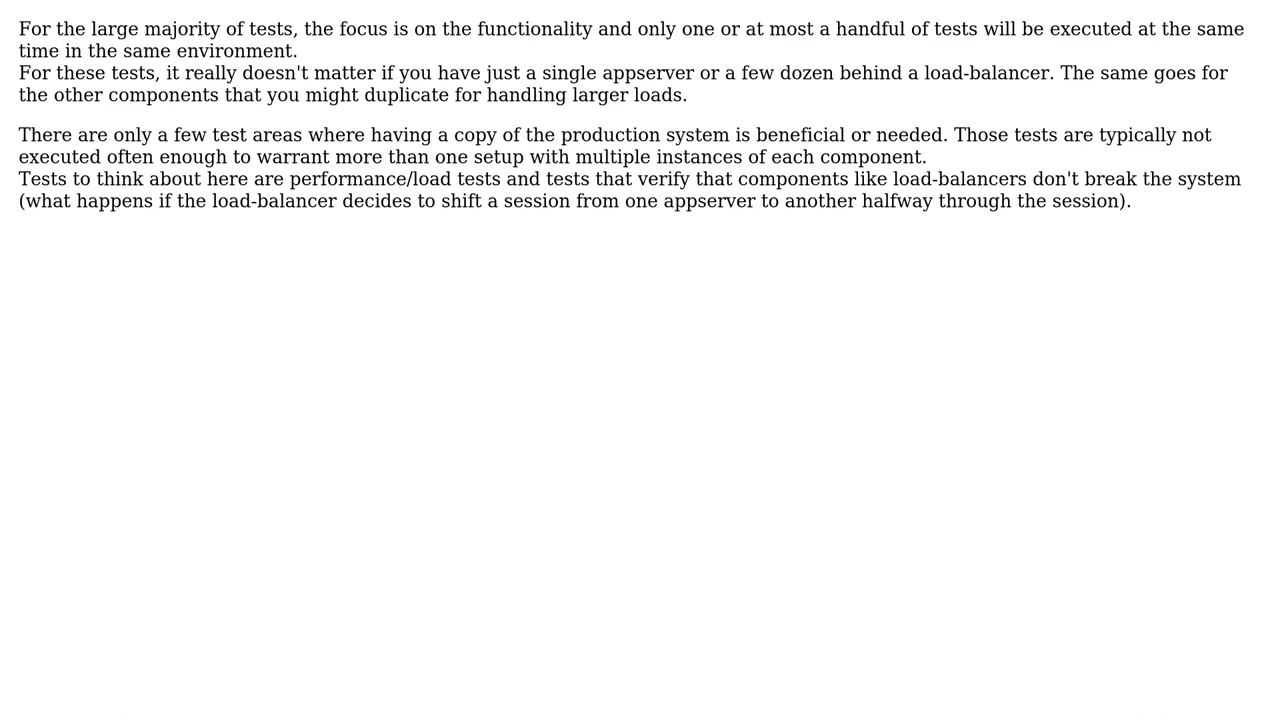 For the large majority of tests, the focus is on the functionality and only one or at most a handful of tests will be executed at the same
time in the same environment.
For these tests, it really doesn't matter if you have just a single appserver or a few dozen behind a load-balancer. The same goes for
the other components that you might duplicate for handling larger loads.
There are only a few test areas where having a copy of the production system is beneficial or needed. Those tests are typically not
executed often enough to warrant more than one setup with multiple instances of each component.
Tests to think about here are performance/load tests and tests that verify that components like load-balancers don't break the system
(what happens if the load-balancer decides to shift a session from one appserver to another halfway through the session).